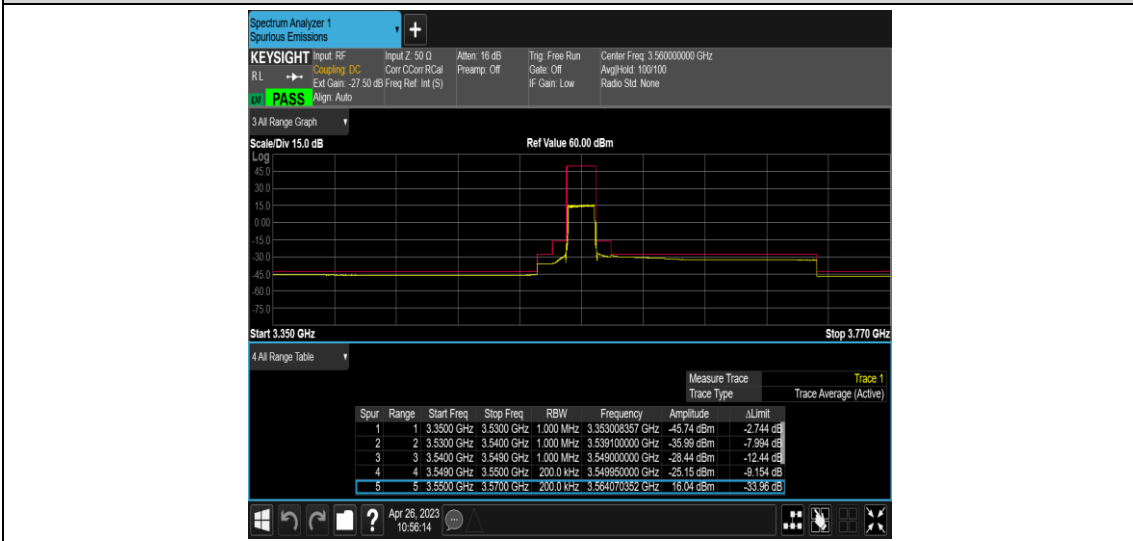 Spectrum Analyzer 1
Spurious Emissions
+
KEYSIGHT Input: RF Input Z: 50 Ω Atten: 16 dB Trig: Free Run Center Freq: 3.560000000 GHz
RL Coupling: DC Corr CCorr RCal Preamp: Off Gate: Off Avg|Hold: 100/100
Ext Gain: -27.50 dB Freq Ref: Int (S) IF Gain: Low Radio Std: None
LXI PASS Align: Auto
3 All Range Graph
Scale/Div 15.0 dB Ref Value 60.00 dBm
Log
45.0
30.0
15.0
0.00
-15.0
-30.0
-45.0
-60.0
-75.0
Start 3.350 GHz Stop 3.770 GHz
4 All Range Table
Measure Trace Trace 1
Trace Type Trace Average (Active)
Spur Range Start Freq Stop Freq RBW Frequency Amplitude ΔLimit
1 1 3.3500 GHz 3.5300 GHz 1.000 MHz 3.353008357 GHz -45.74 dBm -2.744 dB
2 2 3.5300 GHz 3.5400 GHz 1.000 MHz 3.539100000 GHz -35.99 dBm -7.994 dB
3 3 3.5400 GHz 3.5490 GHz 1.000 MHz 3.549000000 GHz -28.44 dBm -12.44 dB
4 4 3.5490 GHz 3.5500 GHz 200.0 kHz 3.549950000 GHz -25.15 dBm -9.154 dB
5 5 3.5500 GHz 3.5700 GHz 200.0 kHz 3.564070352 GHz 16.04 dBm -33.96 dB
? Apr 26, 2023
10:56:14